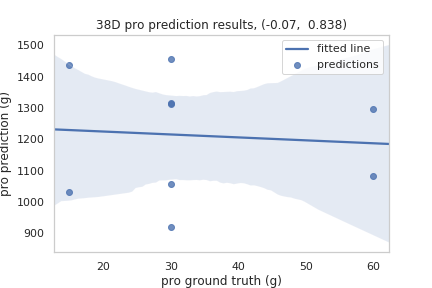 38D pro prediction results, (-0.07,  0.838)
fitted line
predictions
pro prediction (g)
1500
1400
1300
1200
1100
1000
900
20 30 40 50 60
pro ground truth (g)